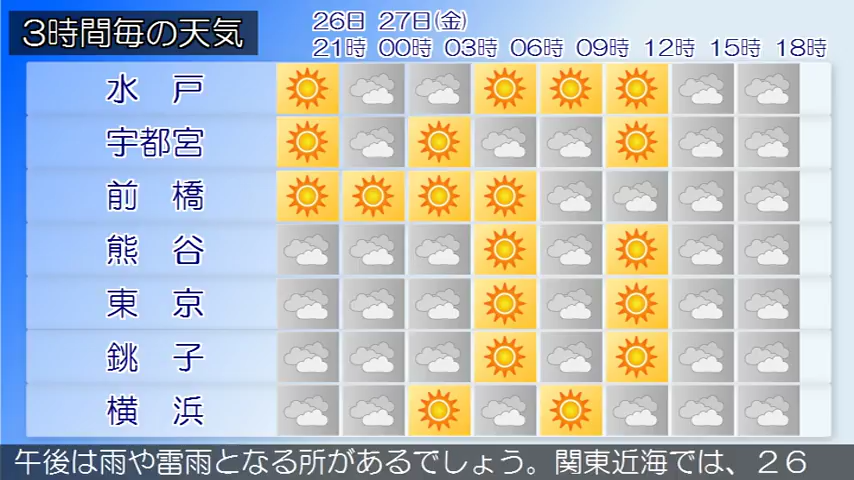 3時間毎の天気
26日 27日(金)
21時 00時 03時 06時 09時 12時 15時 18時
水 戸
宇都宮
前 橋
熊 谷
東 京
銚 子
横 浜
午後は雨や雷雨となる所があるでしょう。関東近海では、26